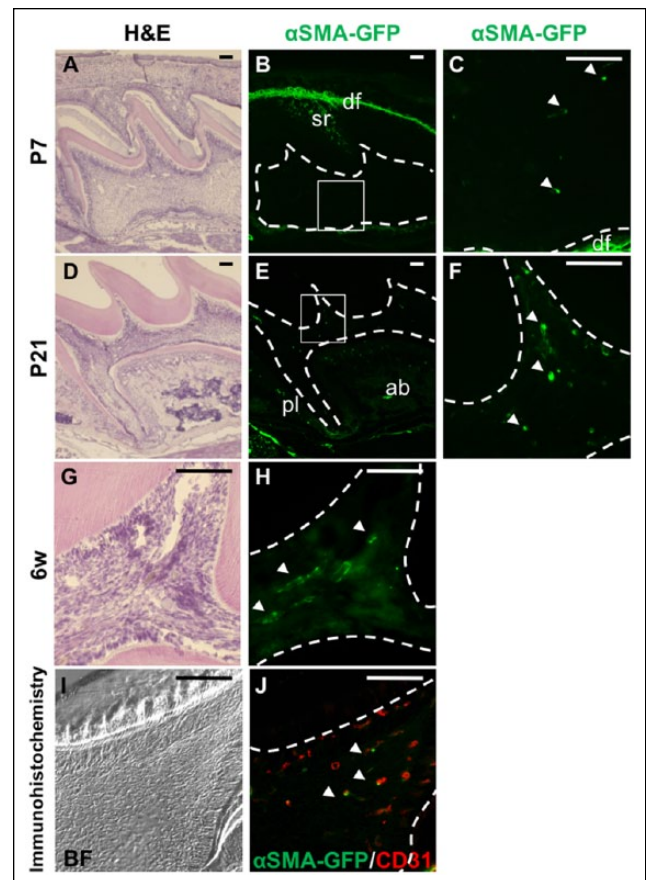 H&E αSMA-GFP αSMA-GFP
P7
A B C
df
sr
df
P21
D E F
pl ab
6w
G H
Immunohistochemistry
I J
BF αSMA-GFP/CD31